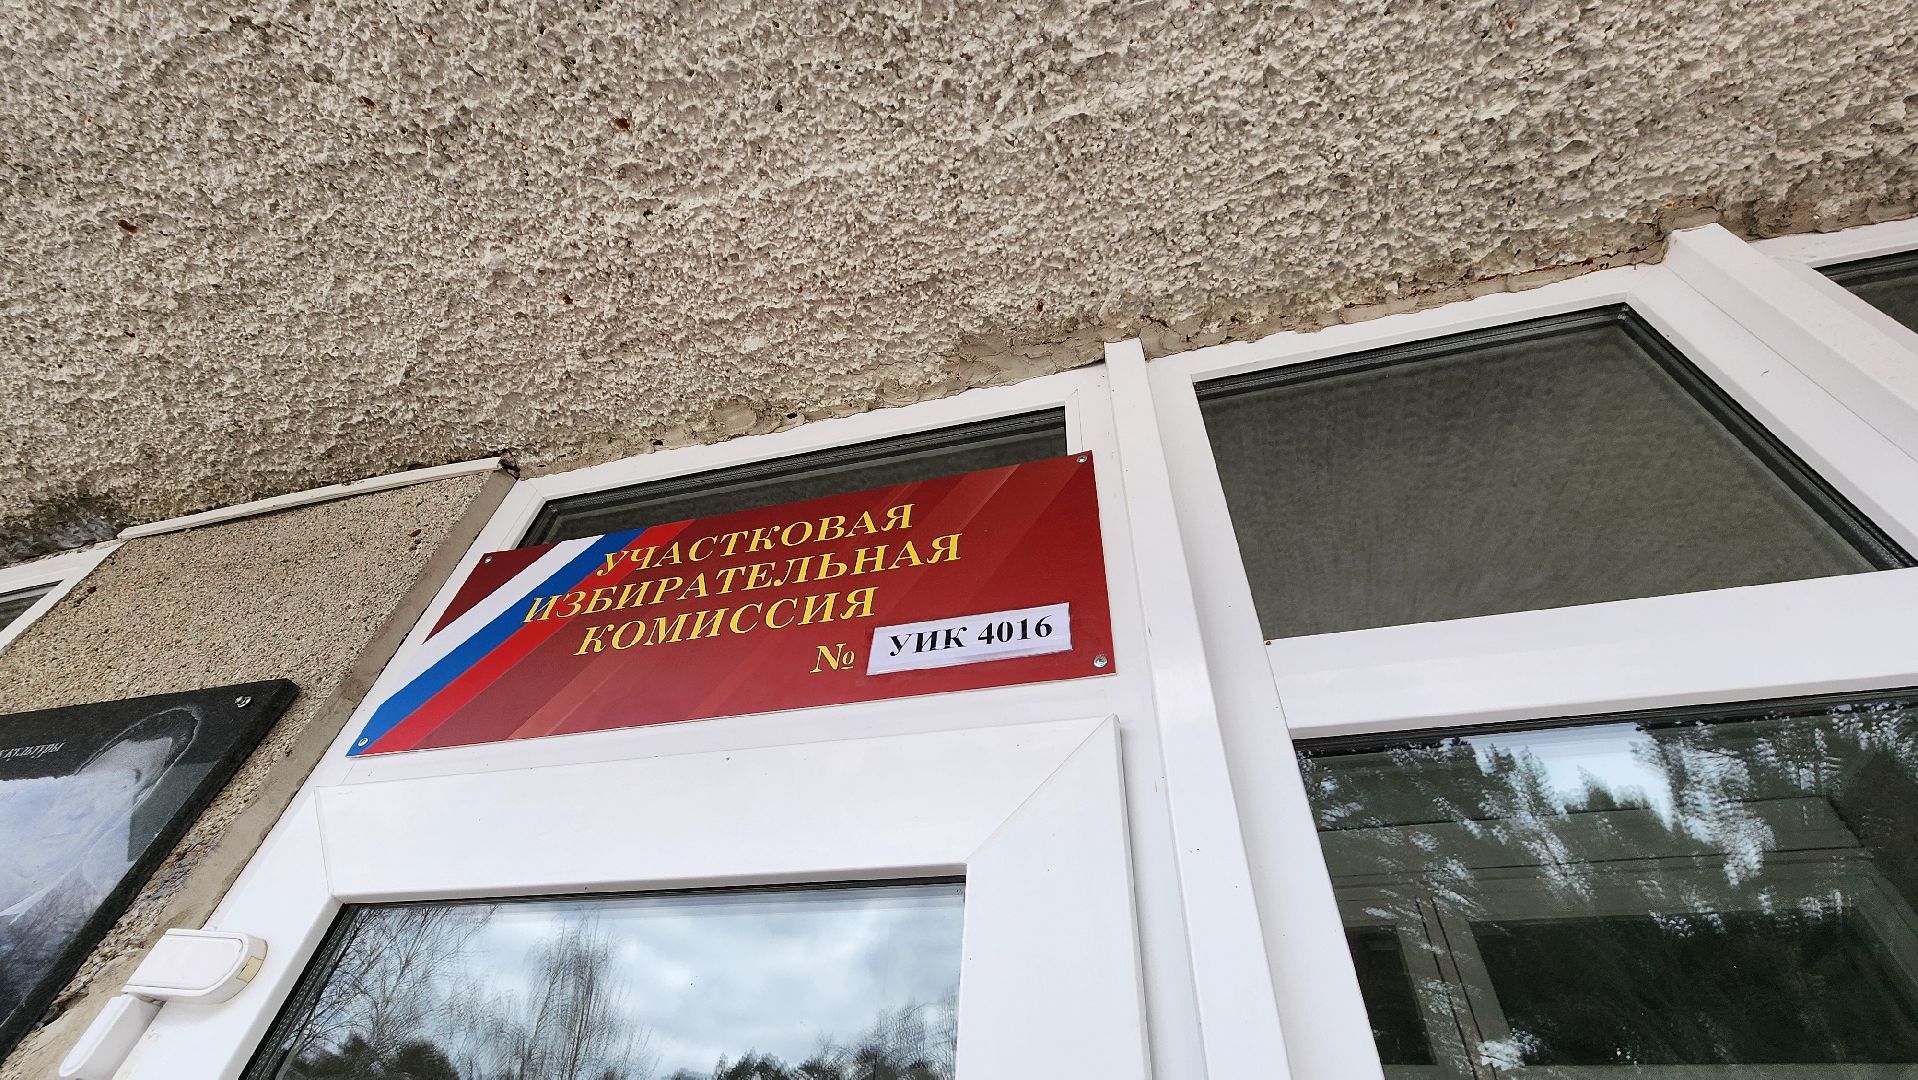 УЧАСТКОВАЯ
ИЗБИРАТЕЛЬНАЯ
КОМИССИЯ
№ УИК 4016